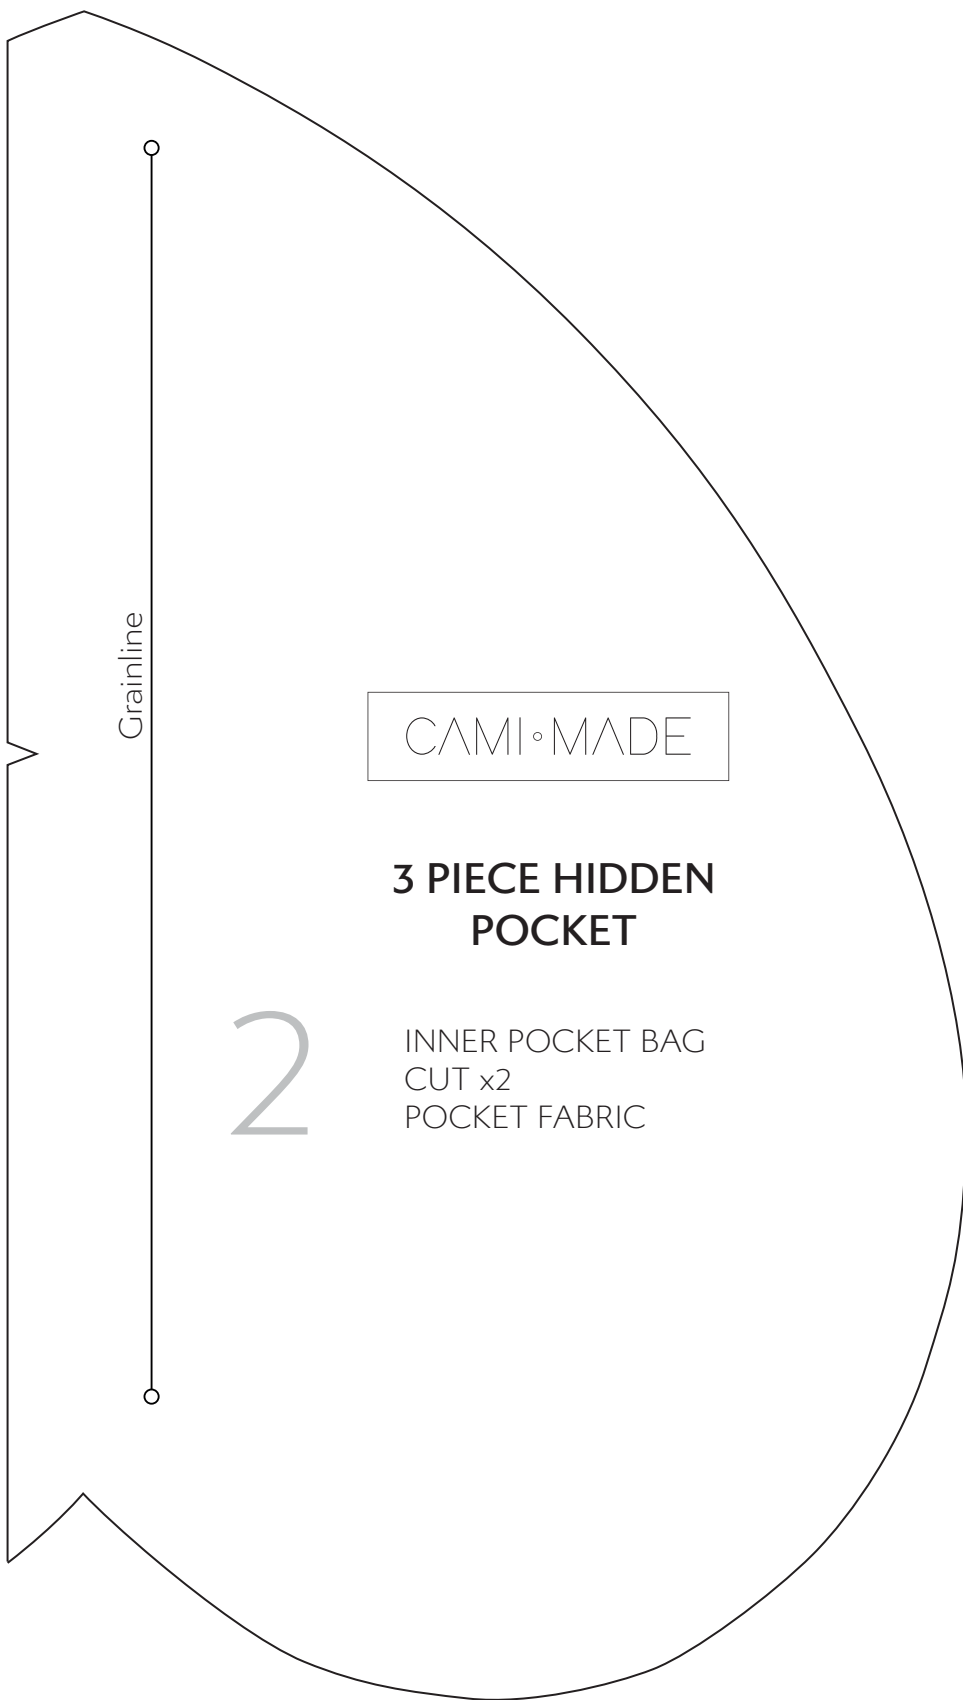 Grainline
CAMI•MADE
3 PIECE HIDDEN
POCKET
2
INNER POCKET BAG
CUT x2
POCKET FABRIC